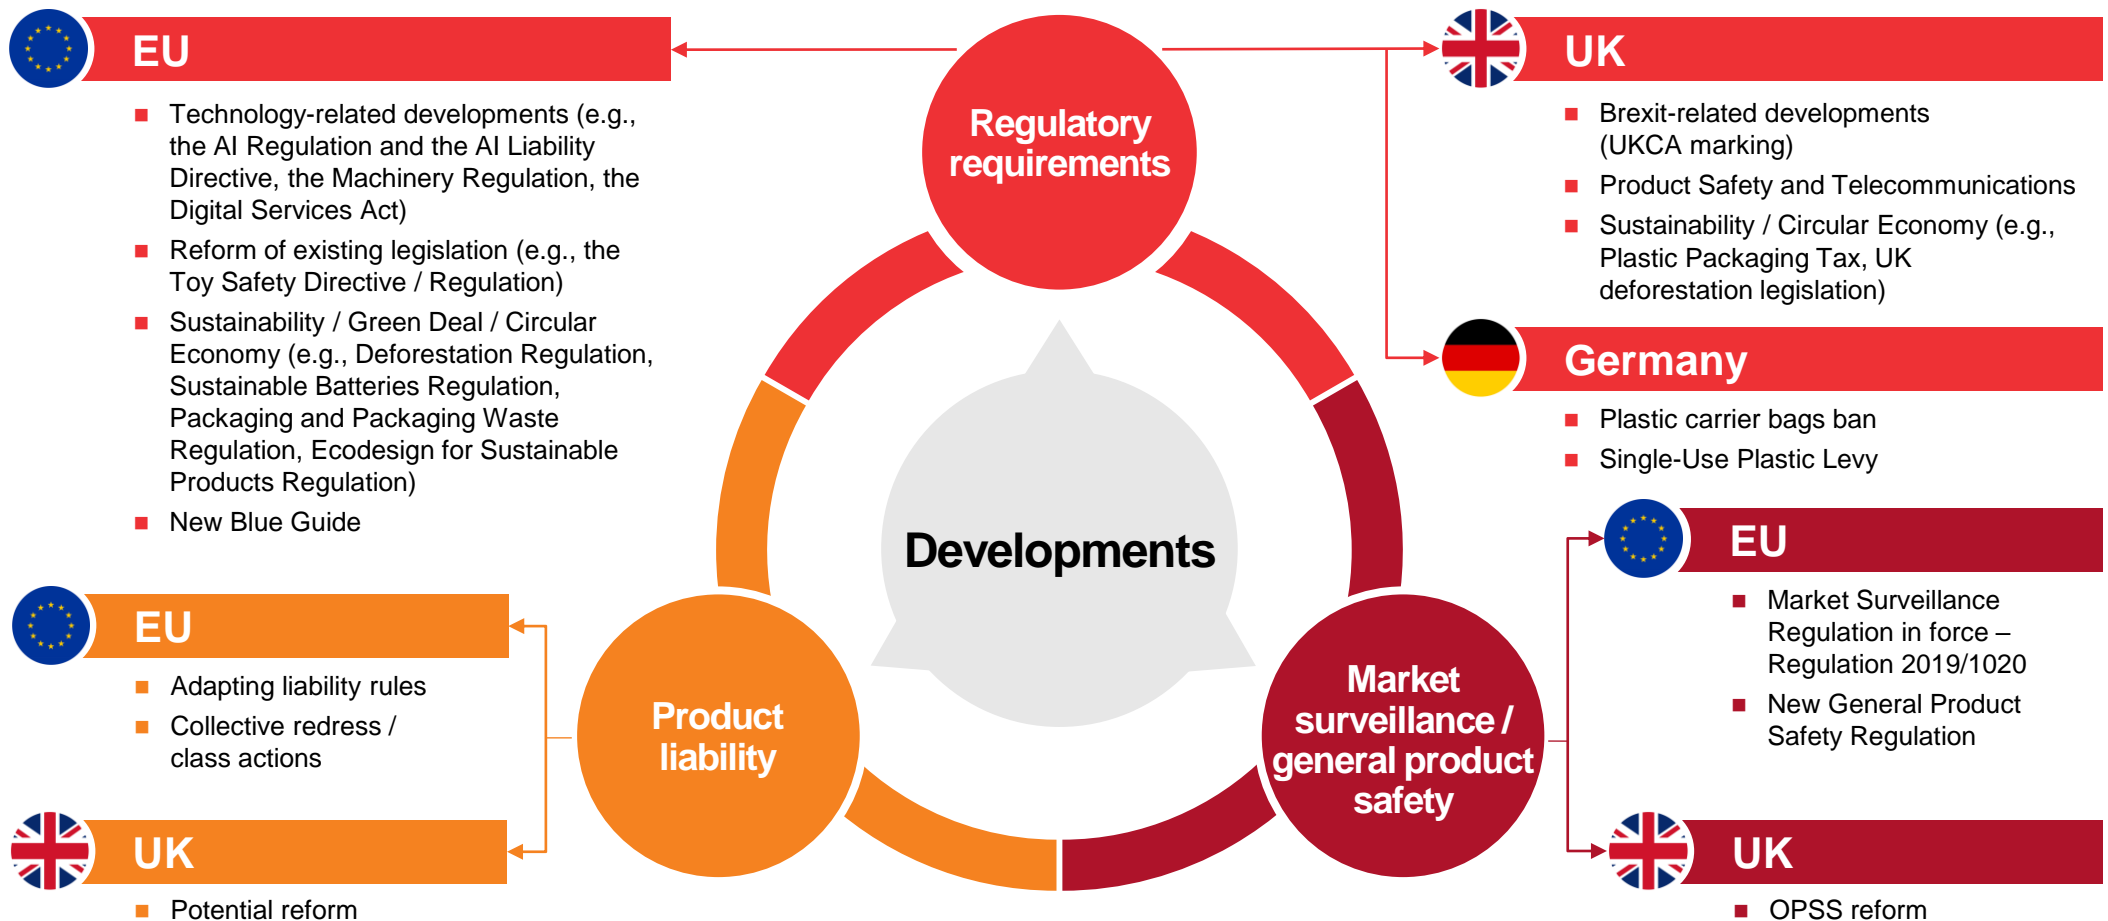 EU
Technology-related developments (e.g.,
the AI Regulation and the AI Liability
Directive, the Machinery Regulation, the
Digital Services Act)
Reform of existing legislation (e.g., the
Toy Safety Directive / Regulation)
Sustainability / Green Deal / Circular
Economy (e.g., Deforestation Regulation,
Sustainable Batteries Regulation,
Packaging and Packaging Waste
Regulation, Ecodesign for Sustainable
Products Regulation)
New Blue Guide
Regulatory
requirements
UK
Brexit-related developments
(UKCA marking)
Product Safety and Telecommunications
Sustainability / Circular Economy (e.g.,
Plastic Packaging Tax, UK
deforestation legislation)
Germany
Plastic carrier bags ban
Single-Use Plastic Levy
Developments
EU
Adapting liability rules
Collective redress /
class actions
UK
Potential reform
Product
liability
Market
surveillance /
general product
safety
EU
Market Surveillance
Regulation in force –
Regulation 2019/1020
New General Product
Safety Regulation
UK
OPSS reform